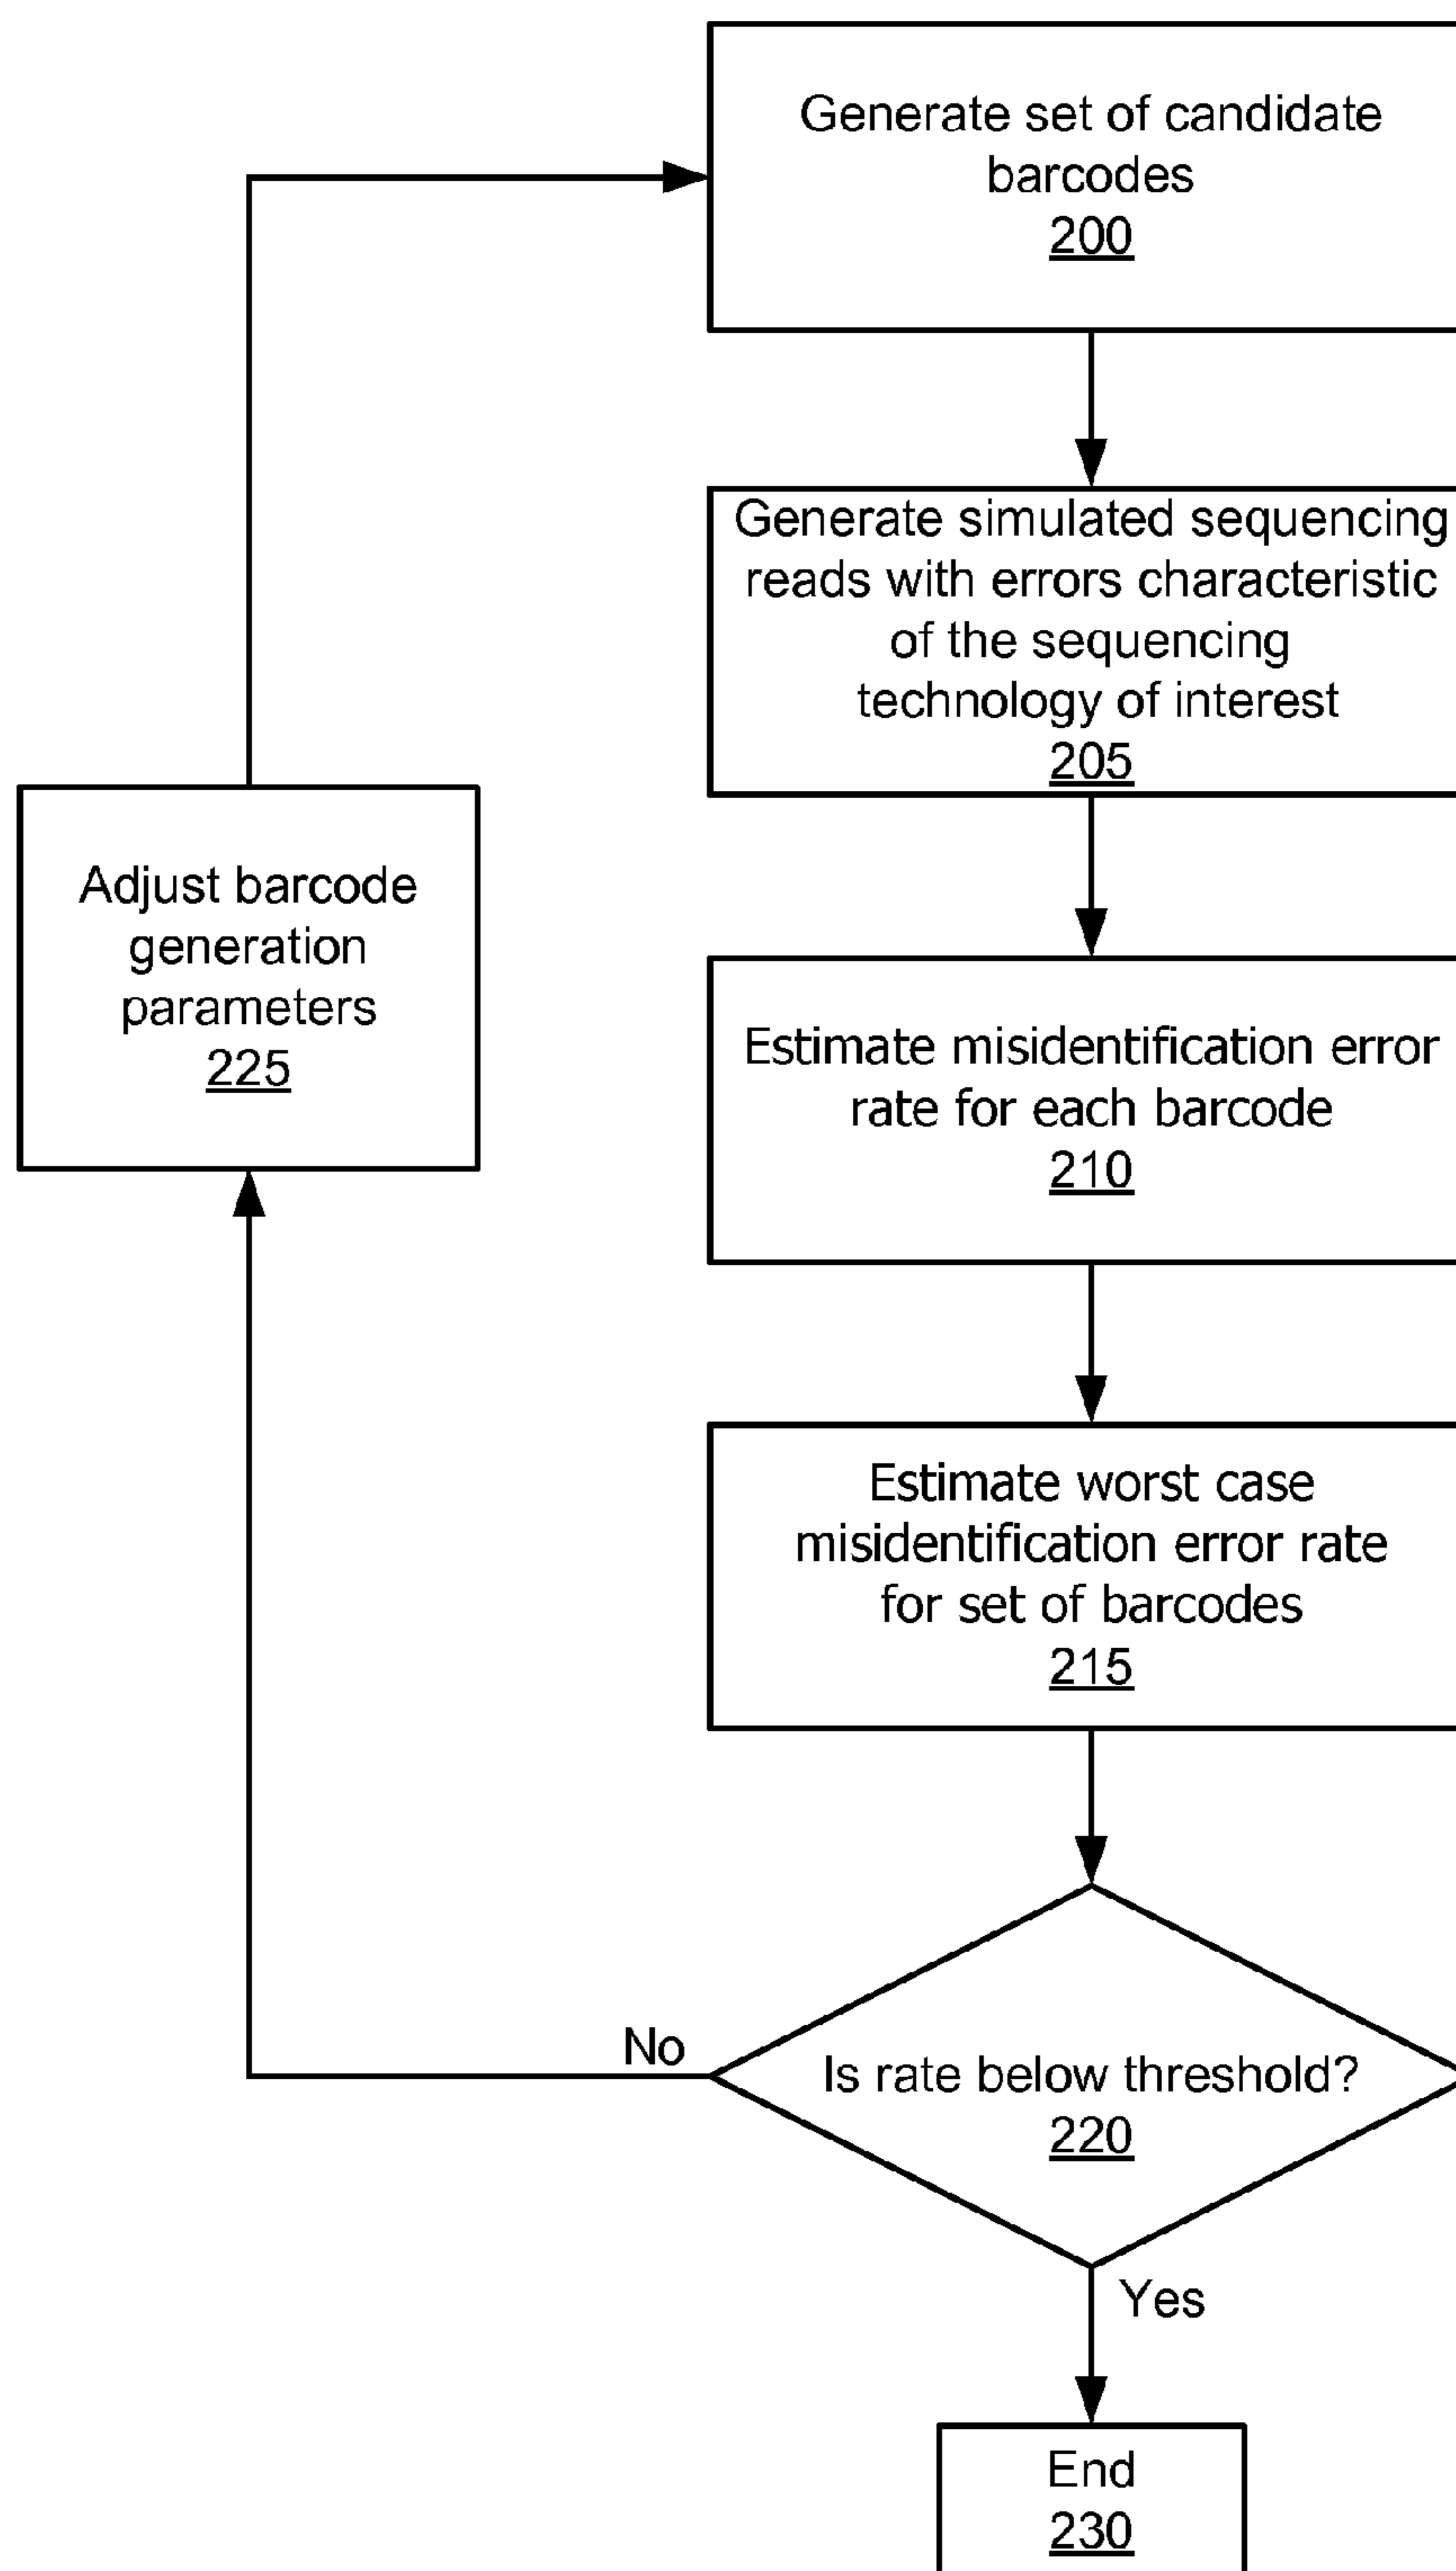 Generate set of candidate
barcodes
200
Generate simulated sequencing
reads with errors characteristic
of the sequencing
technology of interest
205
Adjust barcode
generation
parameters
225
Estimate misidentification error
rate for each barcode
210
Estimate worst case
misidentification error rate
for set of barcodes
215
No
Is rate below threshold?
220
Yes
End
230